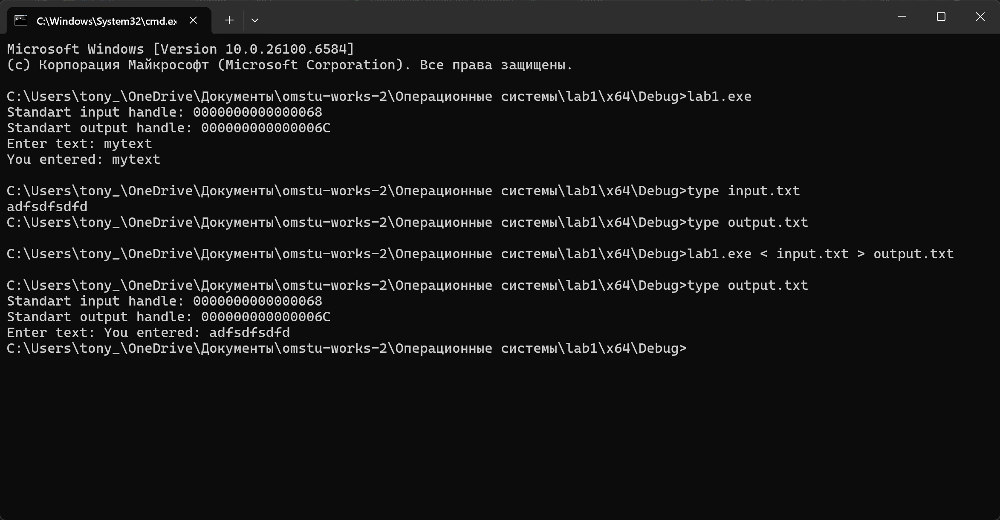 C:\Windows\System32\cmd.ex
Microsoft Windows [Version 10.0.26100.6584]
(c) Корпорация Майкрософт (Microsoft Corporation). Все права защищены.
C:\Users\tony_\OneDrive\Документы\omstu-works-2\Операционные системы\lab1\x64\Debug>lab1.exe
Standart input handle: 0000000000000068
Standart output handle: 000000000000006C
Enter text: mytext
You entered: mytext
C:\Users\tony_\OneDrive\Документы\omstu-works-2\Операционные системы\lab1\x64\Debug>type input.txt
adfsdfsdfd
C:\Users\tony_\OneDrive\Документы\omstu-works-2\Операционные системы\lab1\x64\Debug>type output.txt
C:\Users\tony_\OneDrive\Документы\omstu-works-2\Операционные системы\lab1\x64\Debug>lab1.exe < input.txt > output.txt
C:\Users\tony_\OneDrive\Документы\omstu-works-2\Операционные системы\lab1\x64\Debug>type output.txt
Standart input handle: 0000000000000068
Standart output handle: 000000000000006C
Enter text: You entered: adfsdfsdfd
C:\Users\tony_\OneDrive\Документы\omstu-works-2\Операционные системы\lab1\x64\Debug>